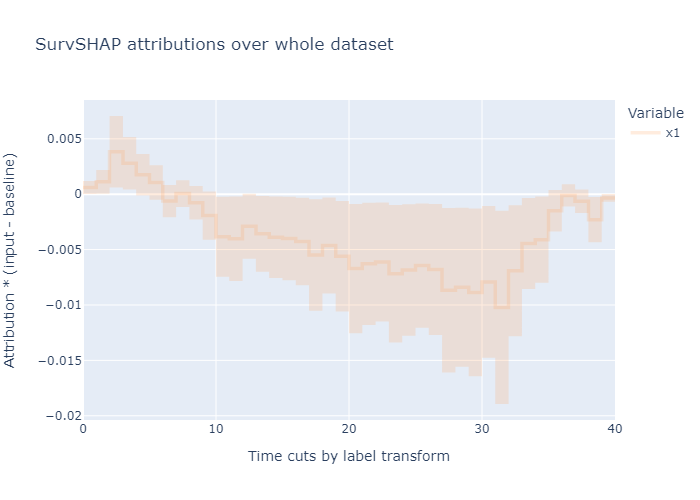 SurvSHAP attributions over whole dataset
Variable
x1
Attribution * (input - baseline)
0.005
0
−0.005
−0.01
−0.015
−0.02
0
10
20
30
40
Time cuts by label transform